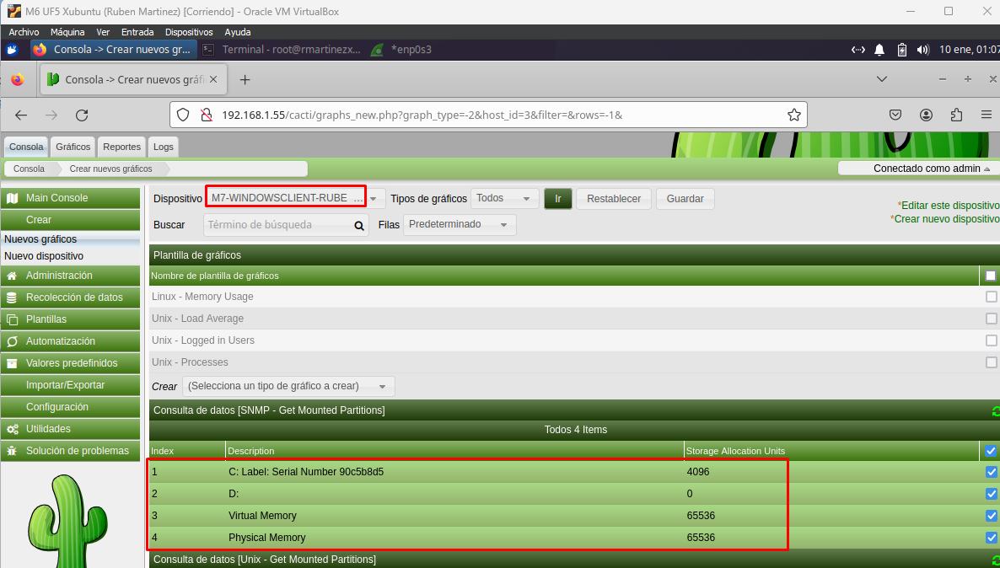 M6 UF5 Xubuntu (Ruben Martinez) [Corriendo] - Oracle VM VirtualBox
Archivo Máquina Ver Entrada Dispositivos Ayuda
Consola -> Crear nuevos gr... Terminal - root@rmartinezx... *enp0s3 10 ene, 01:07
Consola -> Crear nuevos gráfi
192.168.1.55/cacti/graphs_new.php?graph_type=-2&host_id=3&filter=&rows=-1&
Consola Gráficos Reportes Logs
Consola Crear nuevos gráficos Conectado como admin
Main Console
Crear
Nuevos gráficos
Nuevo dispositivo
Administración
Recolección de datos
Plantillas
Automatización
Valores predefinidos
Importar/Exportar
Configuración
Utilidades
Solución de problemas
Dispositivo M7-WINDOWSCLIENT-RUBE ... Tipos de gráficos Todos Ir Restablecer Guardar
*Editar este dispositivo
*Crear nuevo dispositivo
Buscar Término de búsqueda Filas Predeterminado
Plantilla de gráficos
Nombre de plantilla de gráficos
Linux - Memory Usage
Unix - Load Average
Unix - Logged in Users
Unix - Processes
Crear (Selecciona un tipo de gráfico a crear)
Consulta de datos [SNMP - Get Mounted Partitions]
Todos 4 Items
Index Description Storage Allocation Units
1 C: Label: Serial Number 90c5b8d5 4096
2 D: 0
3 Virtual Memory 65536
4 Physical Memory 65536
Consulta de datos [Unix - Get Mounted Partitions]